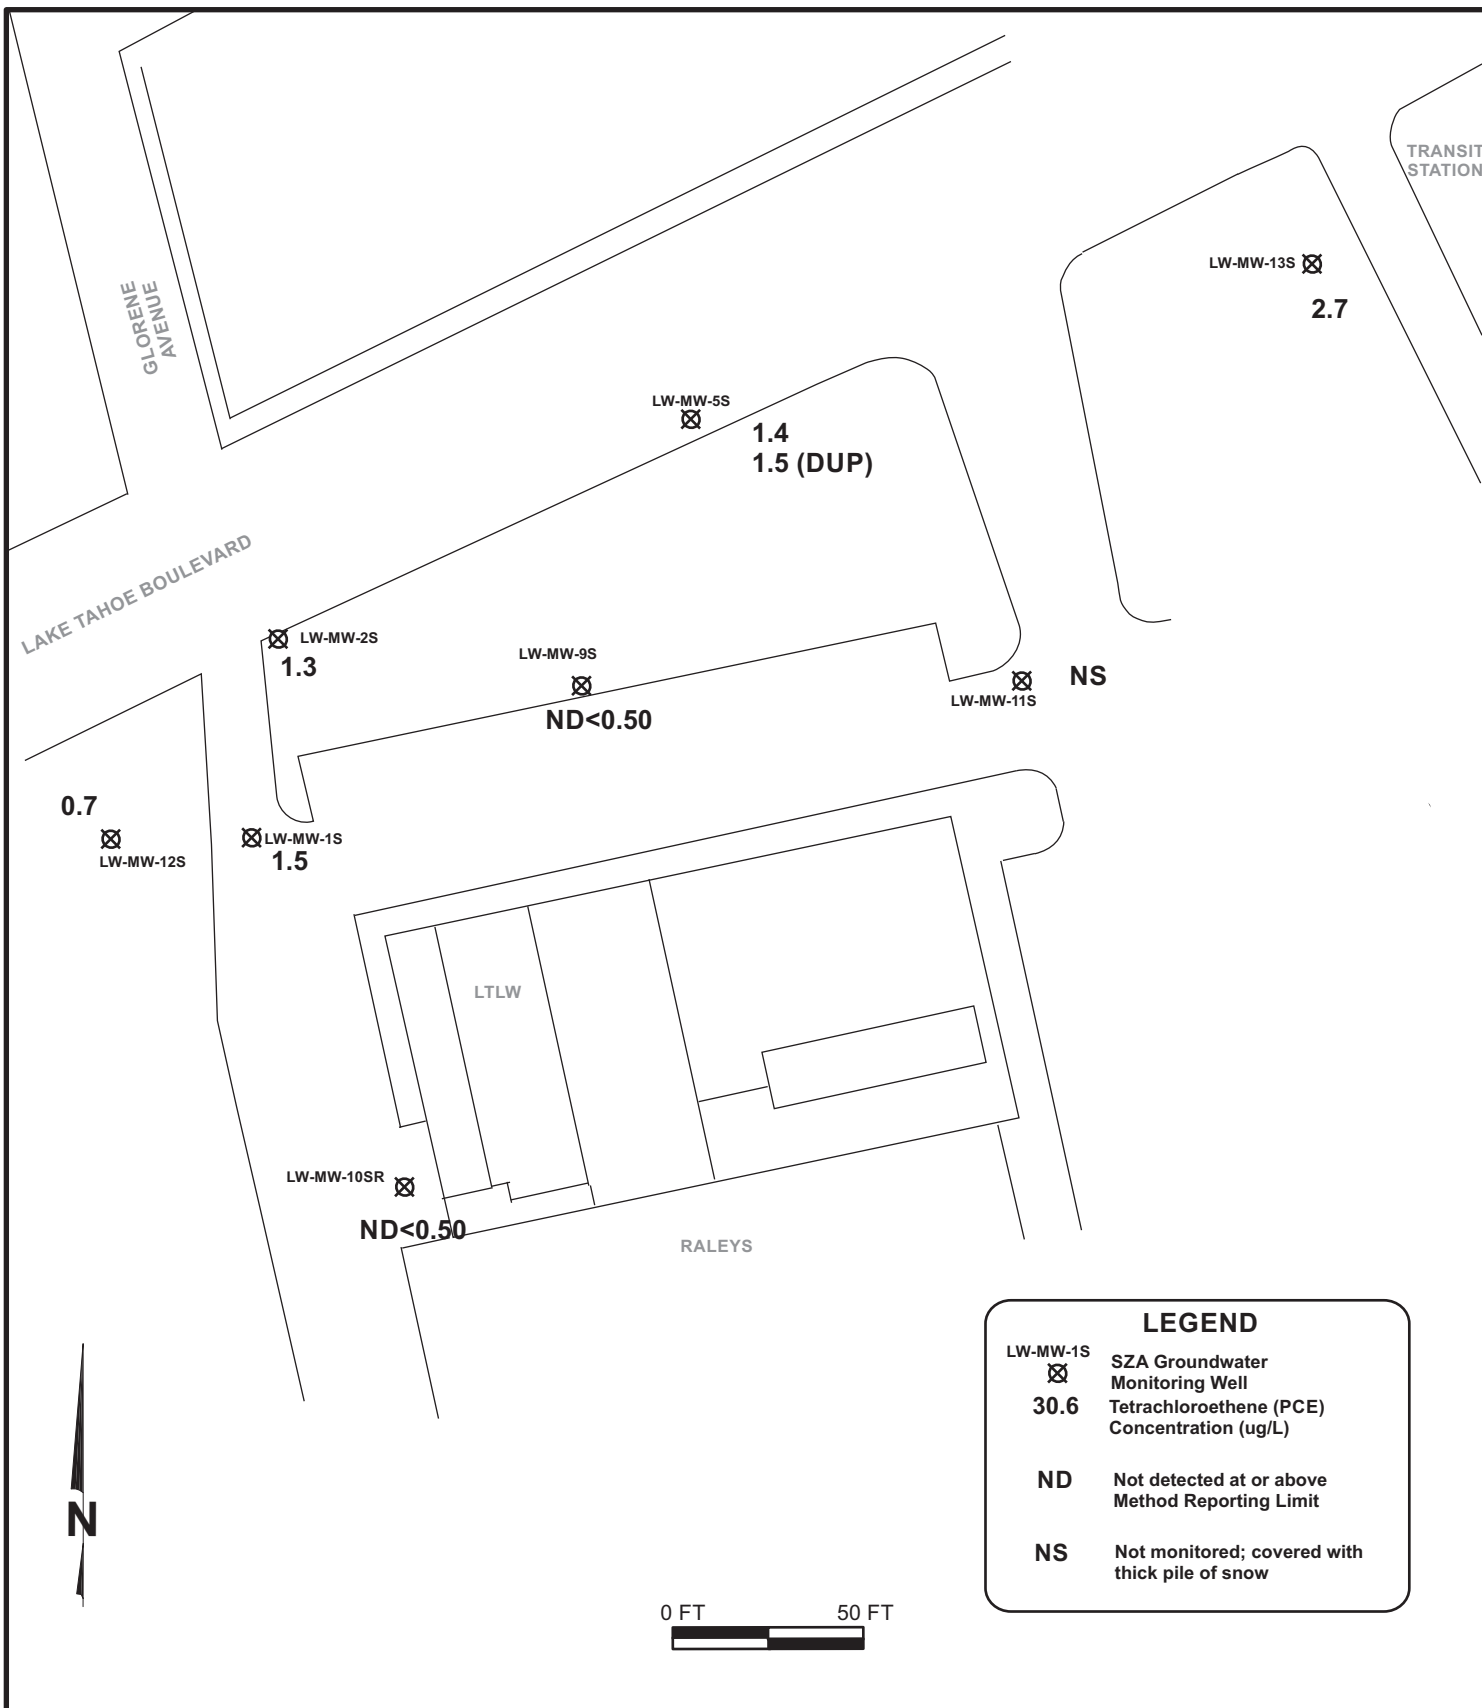 TRANSIT
STATION
LW-MW-13S
2.7
GLORENE
AVENUE
LW-MW-5S
1.4
1.5 (DUP)
LAKE TAHOE BOULEVARD
LW-MW-2S
1.3
LW-MW-9S
ND<0.50
NS
LW-MW-11S
0.7
LW-MW-12S
LW-MW-1S
1.5
LTLW
LW-MW-10SR
ND<0.50
RALEYS
LEGEND
LW-MW-1S
SZA Groundwater
Monitoring Well
30.6 Tetrachloroethene (PCE)
Concentration (ug/L)
ND Not detected at or above
Method Reporting Limit
NS Not monitored; covered with
thick pile of snow
N
0 FT 50 FT